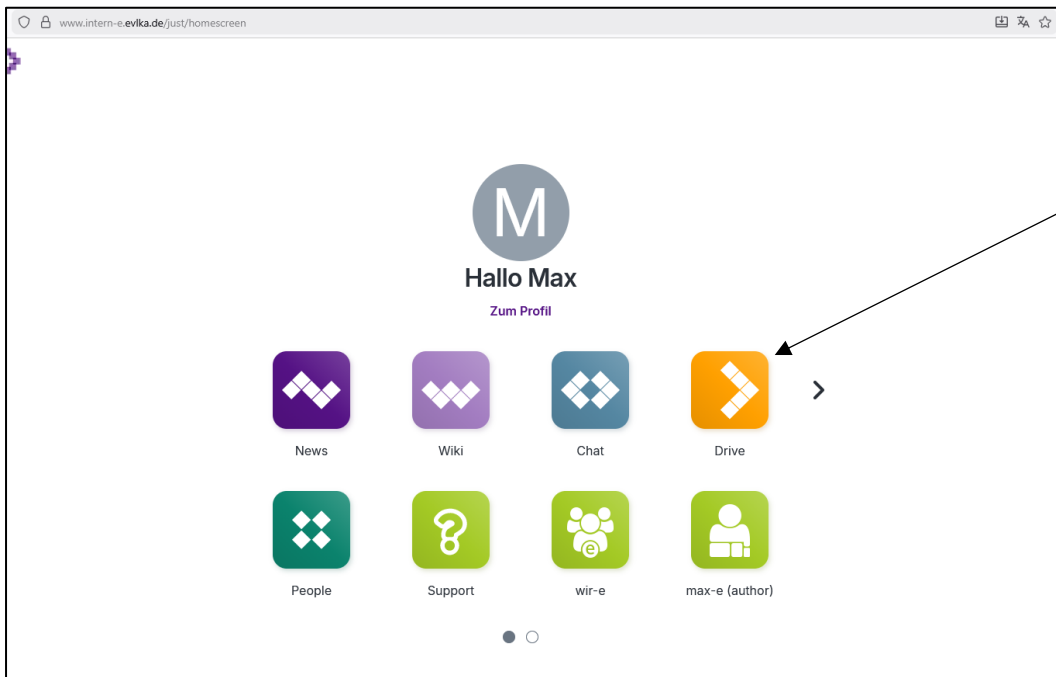 www.intern-e.evlka.de/just/homescreen
M
Hallo Max
Zum Profil
News Wiki Chat Drive
e
People Support wir-e max-e (author)